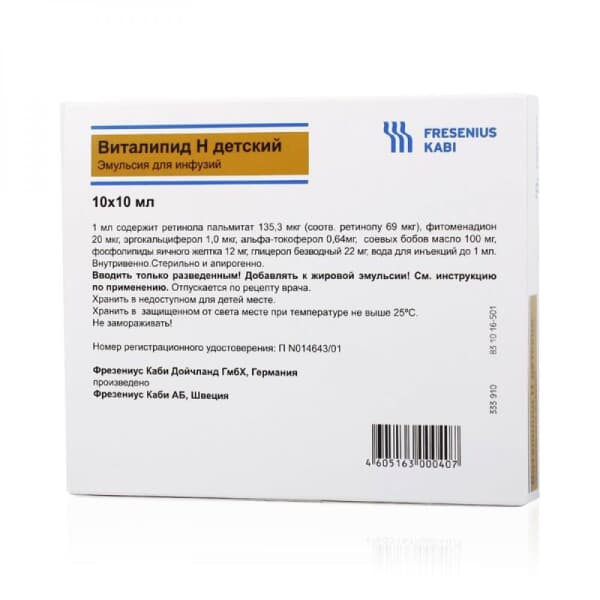 Виталипид Н детский
Эмульсия для инфузий
FRESENIUS
KABI
10х10 мл
1 мл содержит ретинола пальмитат 135,3 мкг (соотв. ретинолу 69 мкг), фитоменадион
20 мкг, эргокальциферол 1,0 мкг, альфа-токоферол 0,64мг, соевых бобов масло 100 мг,
фосфолипиды яичного желтка 12 мг, глицерол безводный 22 мг, вода для инъекций до 1 мл.
Внутривенно.Стерильно и апирогенно.
Вводить только разведенным! Добавлять к жировой эмульсии! См. инструкцию
по применению. Отпускается по рецепту врача.
Хранить в недоступном для детей месте.
Хранить в защищенном от света месте при температуре не выше 25ºС.
Не замораживать!
Номер регистрационного удостоверения: П N014643/01
Фрезениус Каби Дойчланд ГмбХ, Германия
произведено
Фрезениус Каби АБ, Швеция
4 605163 000407
333 910
83 10 16-501
Виталипид Н детский